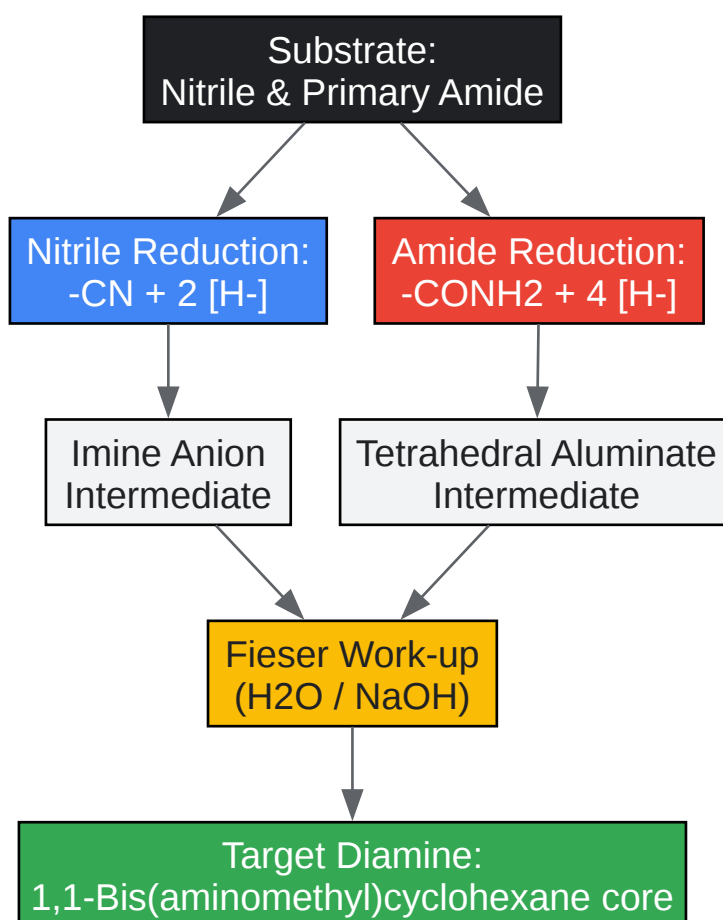 Substrate:
Nitrile & Primary Amide
Nitrile Reduction:
-CN + 2 [H-]
Amide Reduction:
-CONH2 + 4 [H-]
Imine Anion
Intermediate
Tetrahedral Aluminate
Intermediate
Fieser Work-up
(H2O / NaOH)
Target Diamine:
1,1-Bis(aminomethyl)cyclohexane core